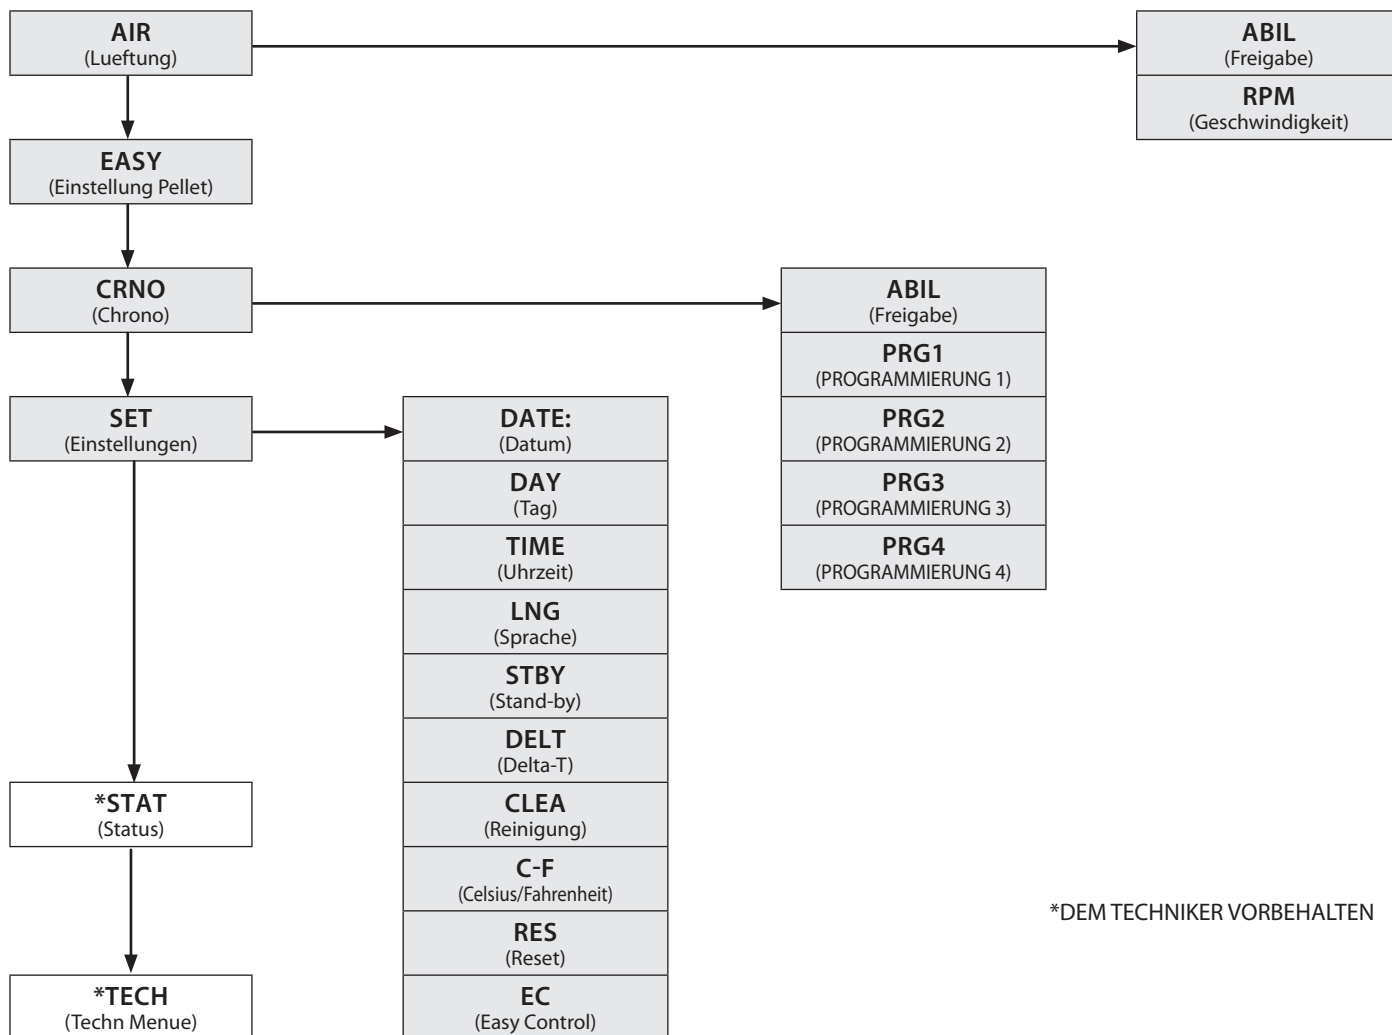 AIR
(Lueftung)
ABIL
(Freigabe)
RPM
(Geschwindigkeit)
EASY
(Einstellung Pellet)
CRNO
(Chrono)
ABIL
(Freigabe)
PRG1
(PROGRAMMIERUNG 1)
PRG2
(PROGRAMMIERUNG 2)
PRG3
(PROGRAMMIERUNG 3)
PRG4
(PROGRAMMIERUNG 4)
SET
(Einstellungen)
DATE:
(Datum)
DAY
(Tag)
TIME
(Uhrzeit)
LNG
(Sprache)
STBY
(Stand-by)
DELT
(Delta-T)
CLEA
(Reinigung)
C-F
(Celsius/Fahrenheit)
RES
(Reset)
EC
(Easy Control)
*STAT
(Status)
*TECH
(Techn Menue)
*DEM TECHNIKER VORBEHALTEN